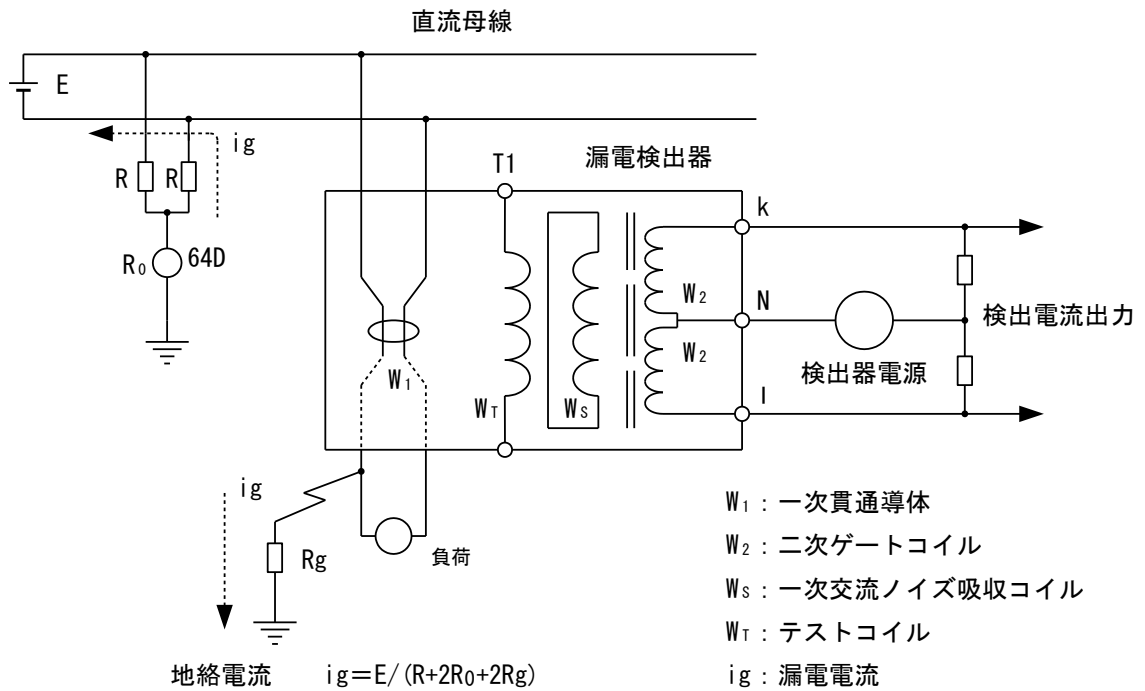 直流母線
E
ig
R
R
R₀
64D
T1
漏電検出器
k
W₂
N
W₂
検出電流出力
検出器電源
W₁
W_T
W_S
l
ig
Rg
負荷
W₁：一次貫通導体
W₂：二次ゲートコイル
W_S：一次交流ノイズ吸収コイル
W_T：テストコイル
地絡電流 ig＝E/(R+2R₀+2Rg)
ig：漏電電流